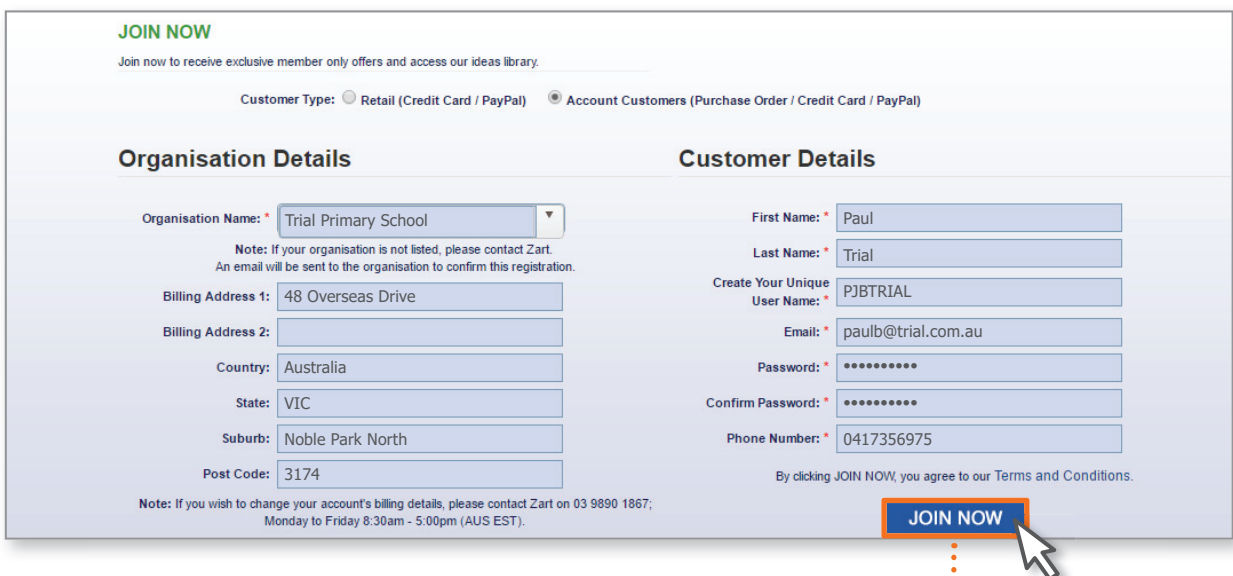 JOIN NOW
Join now to receive exclusive member only offers and access our ideas library.
Customer Type: Retail (Credit Card / PayPal) Account Customers (Purchase Order / Credit Card / PayPal)
Organisation Details
Organisation Name: * Trial Primary School
Note: If your organisation is not listed, please contact Zart.
An email will be sent to the organisation to confirm this registration.
Billing Address 1: 48 Overseas Drive
Billing Address 2:
Country: Australia
State: VIC
Suburb: Noble Park North
Post Code: 3174
Note: If you wish to change your account's billing details, please contact Zart on 03 9890 1867;
Monday to Friday 8:30am - 5:00pm (AUS EST).
Customer Details
First Name: * Paul
Last Name: * Trial
Create Your Unique
User Name: * PJBTRIAL
Email: * paulb@trial.com.au
Password: * ••••••••••
Confirm Password: * ••••••••••
Phone Number: * 0417356975
By clicking JOIN NOW, you agree to our Terms and Conditions.
JOIN NOW